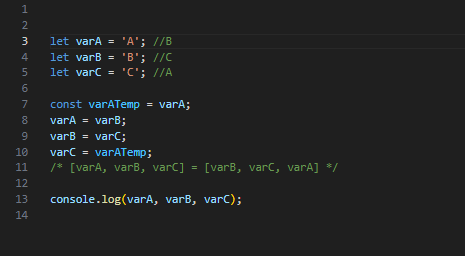 1
2
3 let varA = 'A'; //B
4 let varB = 'B'; //C
5 let varC = 'C'; //A
6
7 const varATemp = varA;
8 varA = varB;
9 varB = varC;
10 varC = varATemp;
11 /* [varA, varB, varC] = [varB, varC, varA] */
12
13 console.log(varA, varB, varC);
14